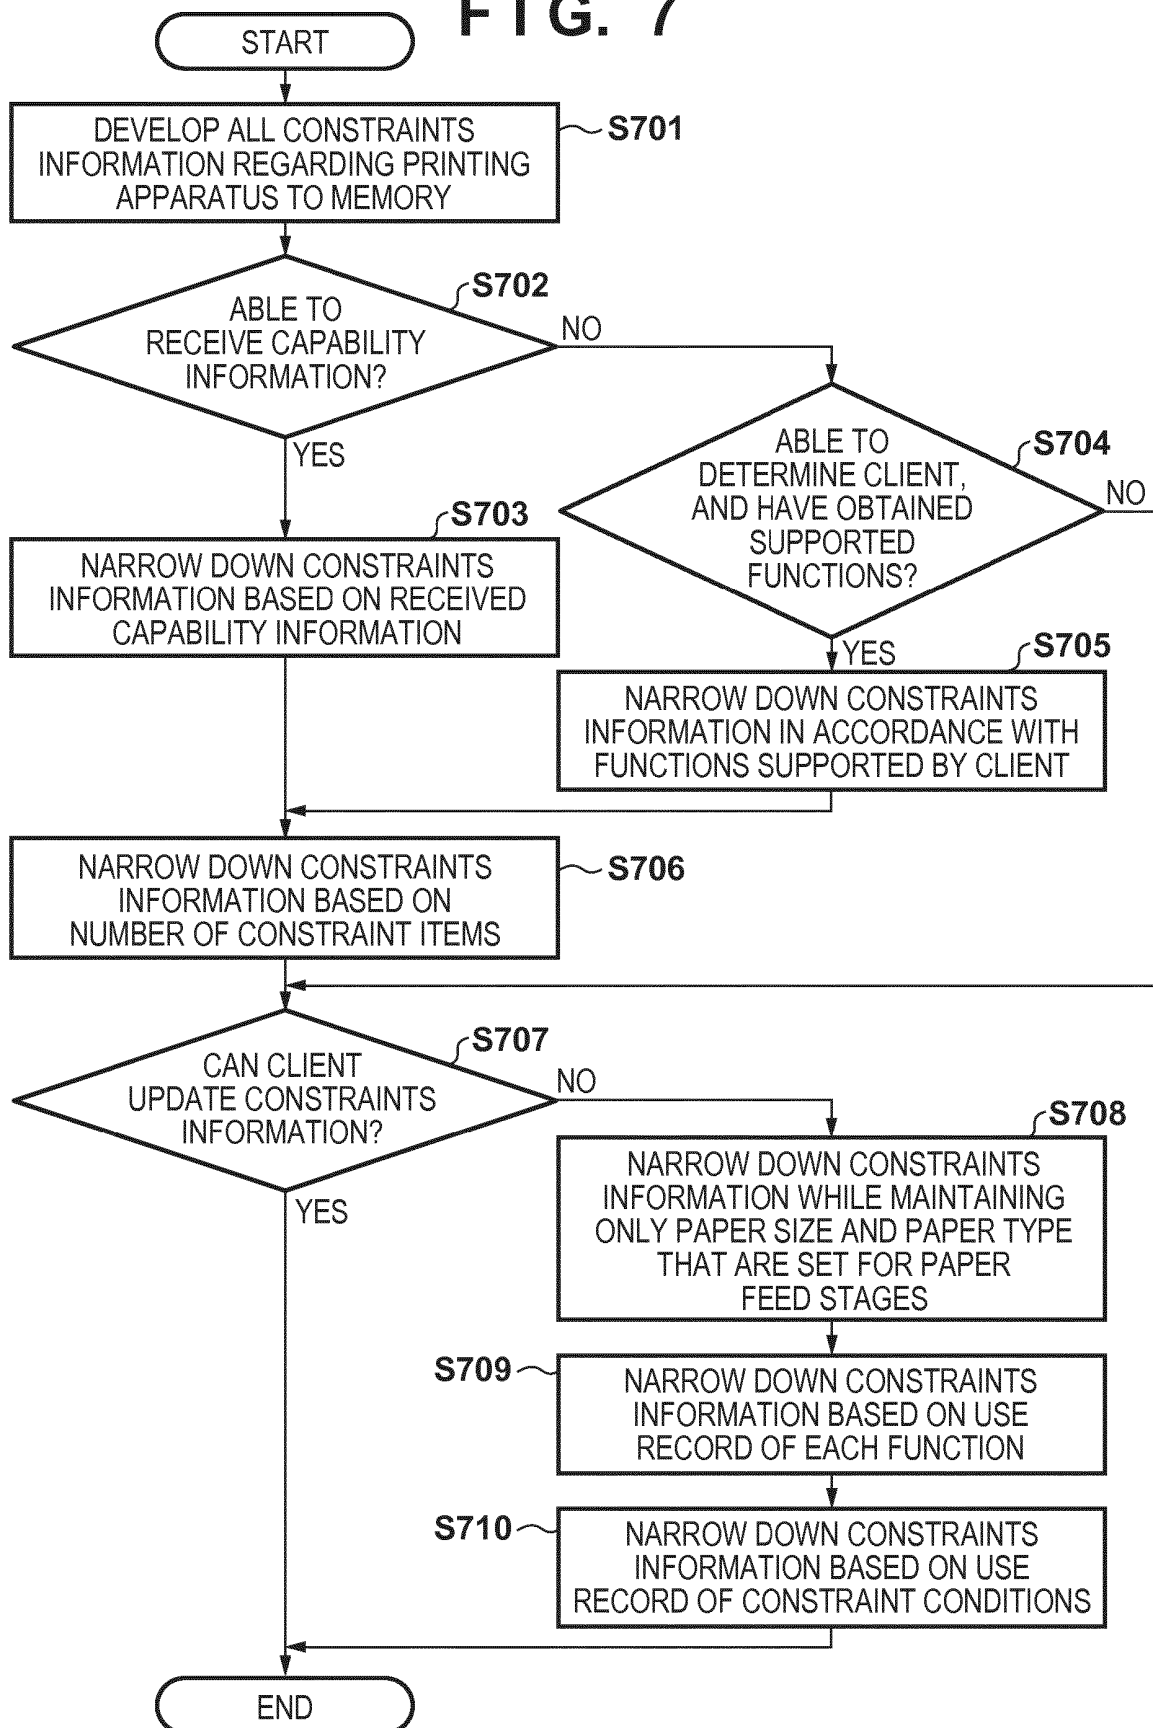 FIG. 7
START
DEVELOP ALL CONSTRAINTS
INFORMATION REGARDING PRINTING
APPARATUS TO MEMORY
S701
ABLE TO
RECEIVE CAPABILITY
INFORMATION?
S702
NO
YES
ABLE TO
DETERMINE CLIENT,
AND HAVE OBTAINED
SUPPORTED
FUNCTIONS?
S704
NO
YES
S703
NARROW DOWN CONSTRAINTS
INFORMATION BASED ON RECEIVED
CAPABILITY INFORMATION
S705
NARROW DOWN CONSTRAINTS
INFORMATION IN ACCORDANCE WITH
FUNCTIONS SUPPORTED BY CLIENT
NARROW DOWN CONSTRAINTS
INFORMATION BASED ON
NUMBER OF CONSTRAINT ITEMS
S706
CAN CLIENT
UPDATE CONSTRAINTS
INFORMATION?
S707
NO
YES
S708
NARROW DOWN CONSTRAINTS
INFORMATION WHILE MAINTAINING
ONLY PAPER SIZE AND PAPER TYPE
THAT ARE SET FOR PAPER
FEED STAGES
S709
NARROW DOWN CONSTRAINTS
INFORMATION BASED ON USE
RECORD OF EACH FUNCTION
S710
NARROW DOWN CONSTRAINTS
INFORMATION BASED ON USE
RECORD OF CONSTRAINT CONDITIONS
END